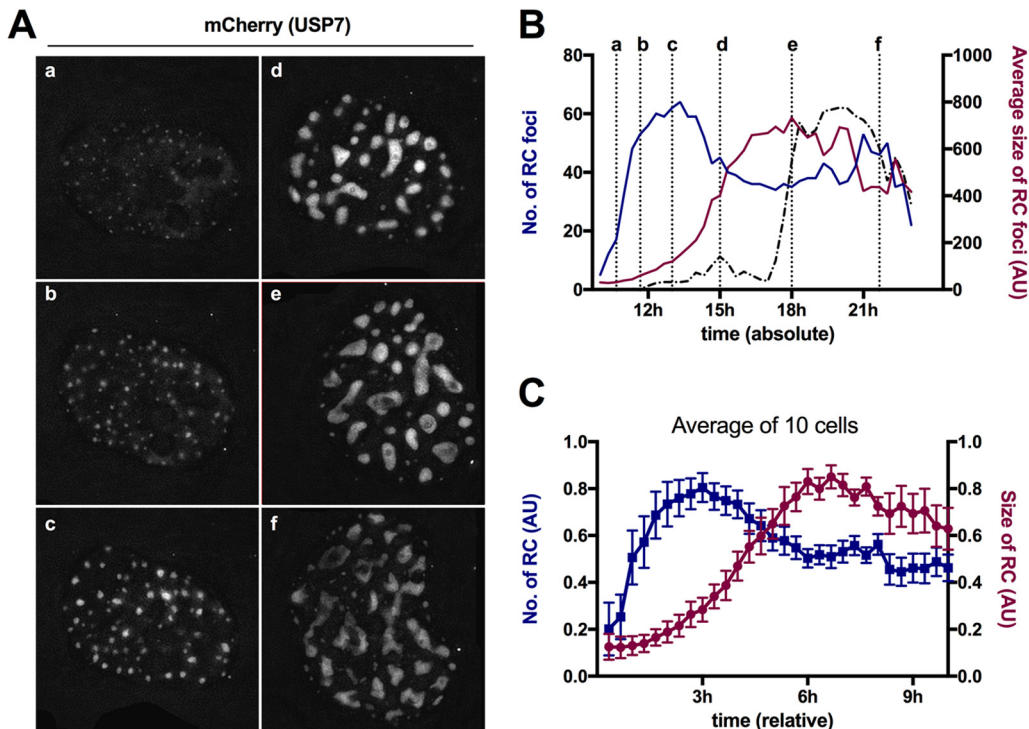 A
mCherry (USP7)
a
d
b
e
c
f
B
a b c d e f
80
60
40
20
0
No. of RC foci
1000
800
600
400
200
0
Average size of RC
foci (AU)
12h 15h 18h 21h
time (absolute)
C
Average of 10 cells
1.0
0.8
0.6
0.4
0.2
0.0
No. of RC (AU)
1.0
0.8
0.6
0.4
0.2
0.0
Size of RC (AU)
3h 6h 9h
time (relative)